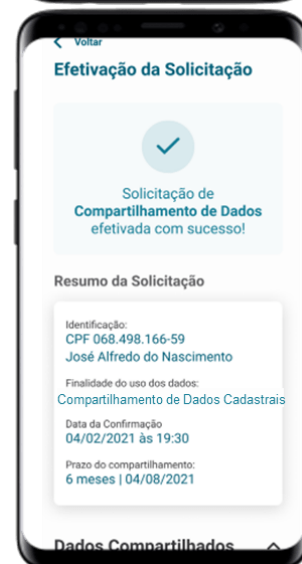 Voltar
Efetivação da Solicitação
Solicitação de
Compartilhamento de Dados
efetivada com sucesso!
Resumo da Solicitação
Identificação:
CPF 068.498.166-59
José Alfredo do Nascimento
Finalidade do uso dos dados:
Compartilhamento de Dados Cadastrais
Data da Confirmação
04/02/2021 às 19:30
Prazo do compartilhamento:
6 meses | 04/08/2021
Dados Compartilhados